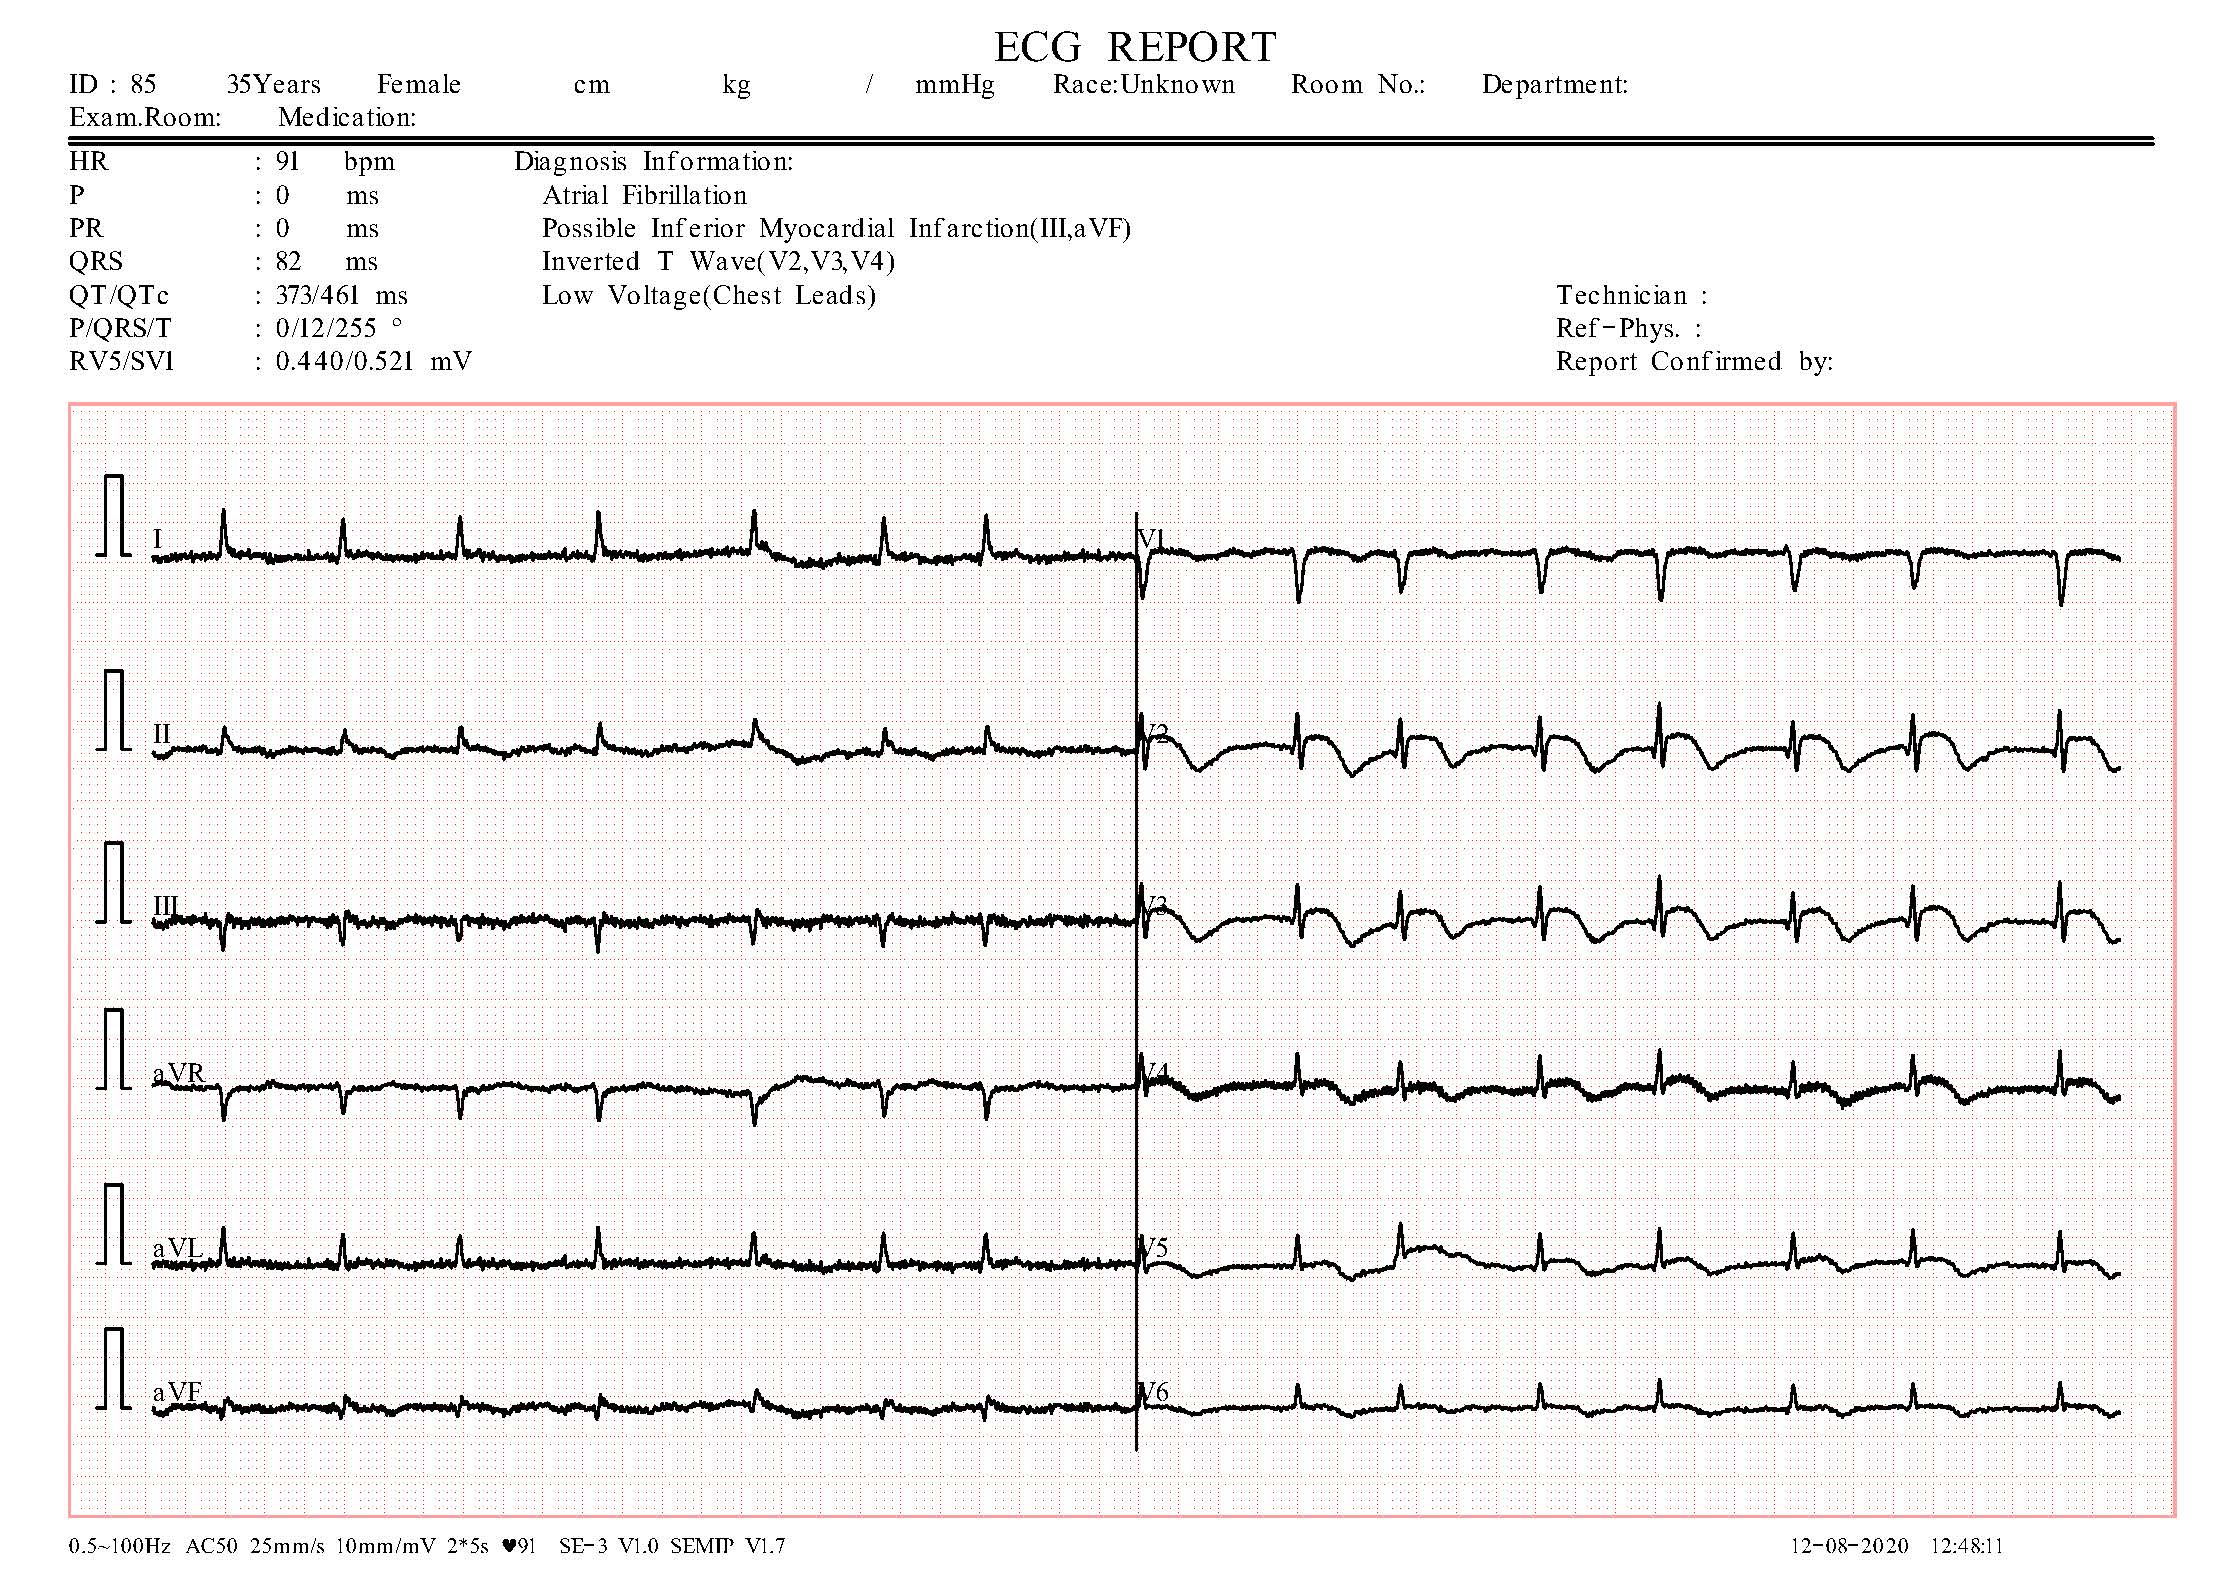 ECG REPORT
ID : 85 35Years Female cm kg / mmHg Race:Unknown Room No.: Department:
Exam.Room: Medication:
HR : 91 bpm Diagnosis Information:
P : 0 ms Atrial Fibrillation
PR : 0 ms Possible Inferior Myocardial Infarction(III,aVF)
QRS : 82 ms Inverted T Wave(V2,V3,V4)
QT/QTc : 373/461 ms Low Voltage(Chest Leads) Technician :
P/QRS/T : 0/12/255 ° Ref-Phys. :
RV5/SV1 : 0.440/0.521 mV Report Confirmed by:
I V1
II V2
III V3
aVR V4
aVL V5
aVF V6
0.5~100Hz AC50 25mm/s 10mm/mV 2*5s ♥91 SE-3 V1.0 SEMIP V1.7 12-08-2020 12:48:11